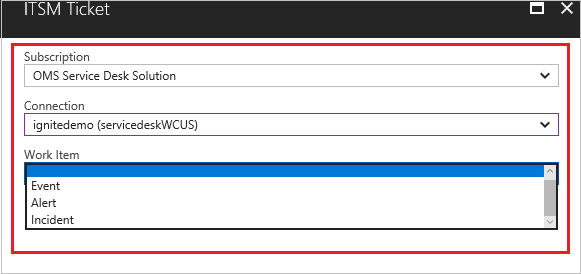 ITSM Ticket
Subscription
OMS Service Desk Solution
Connection
ignitedemo (servicedeskWCUS)
Work Item
Event
Alert
Incident